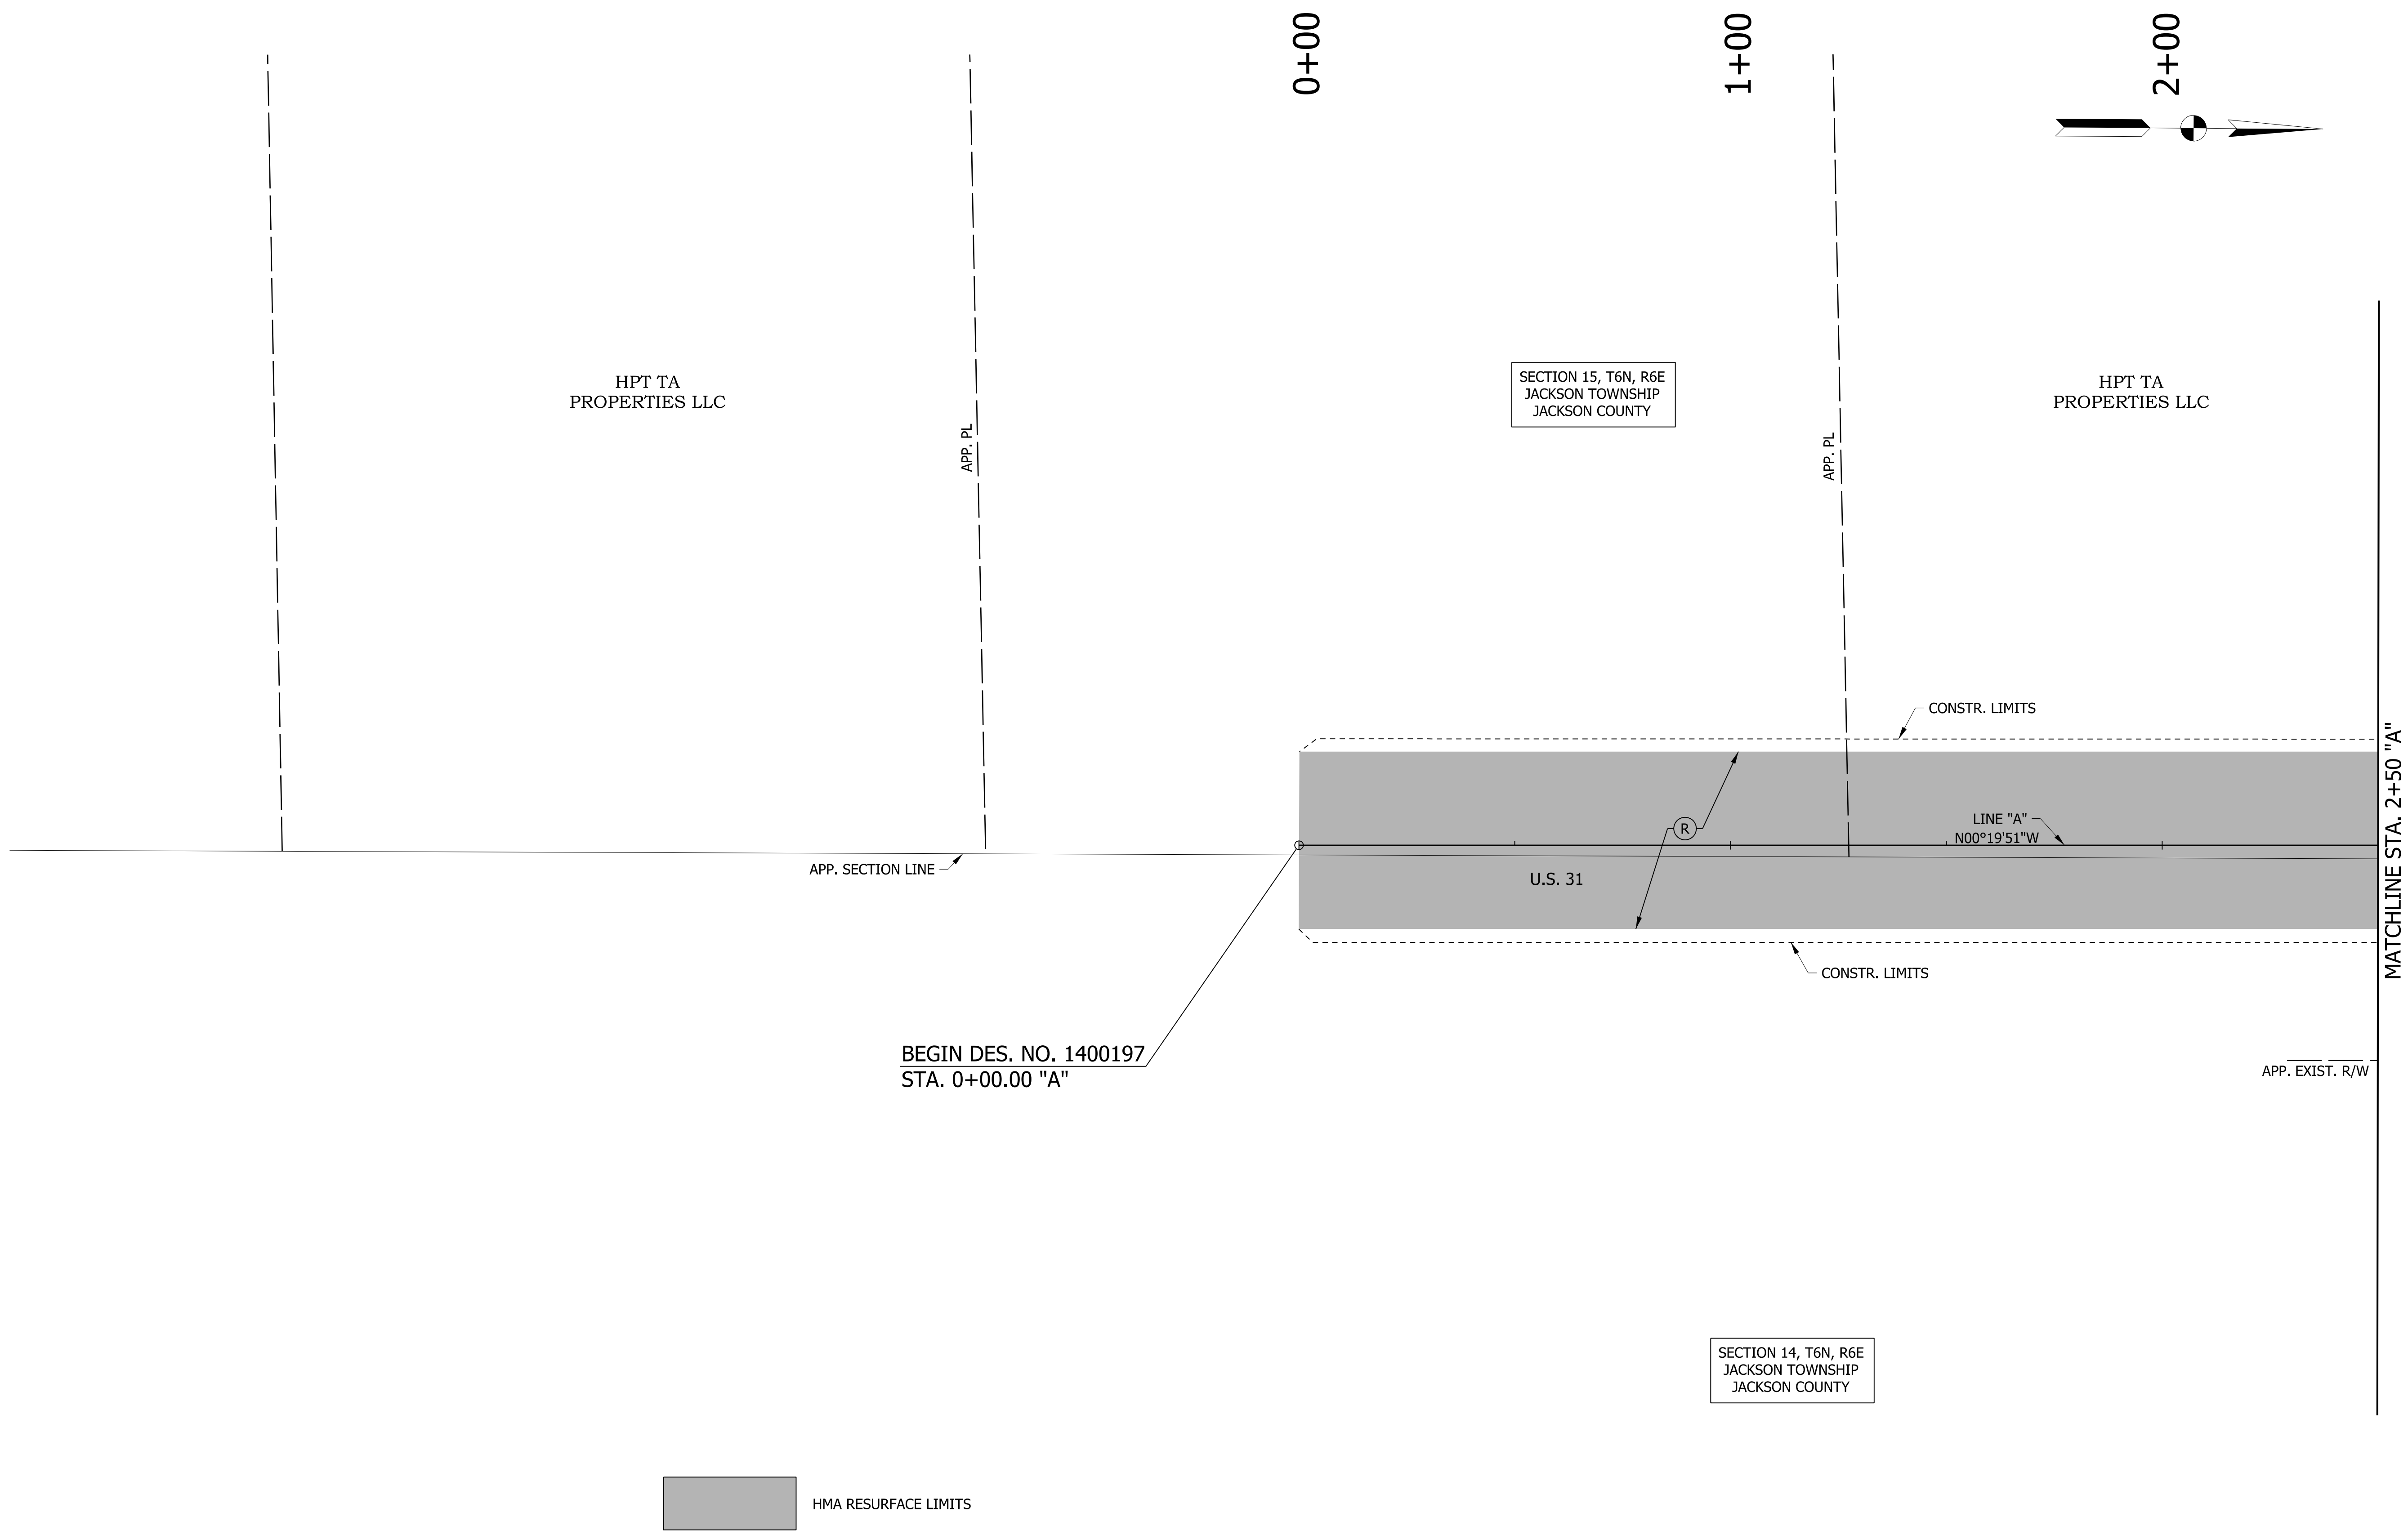 0+00
1+00
2+00
HPT TA
PROPERTIES LLC
APP. PL
SECTION 15, T6N, R6E
JACKSON TOWNSHIP
JACKSON COUNTY
APP. PL
HPT TA
PROPERTIES LLC
CONSTR. LIMITS
MATCHLINE STA. 2+50 "A"
LINE "A"
N00°19'51"W
R
APP. SECTION LINE
U.S. 31
CONSTR. LIMITS
BEGIN DES. NO. 1400197
STA. 0+00.00 "A"
APP. EXIST. R/W
SECTION 14, T6N, R6E
JACKSON TOWNSHIP
JACKSON COUNTY
HMA RESURFACE LIMITS